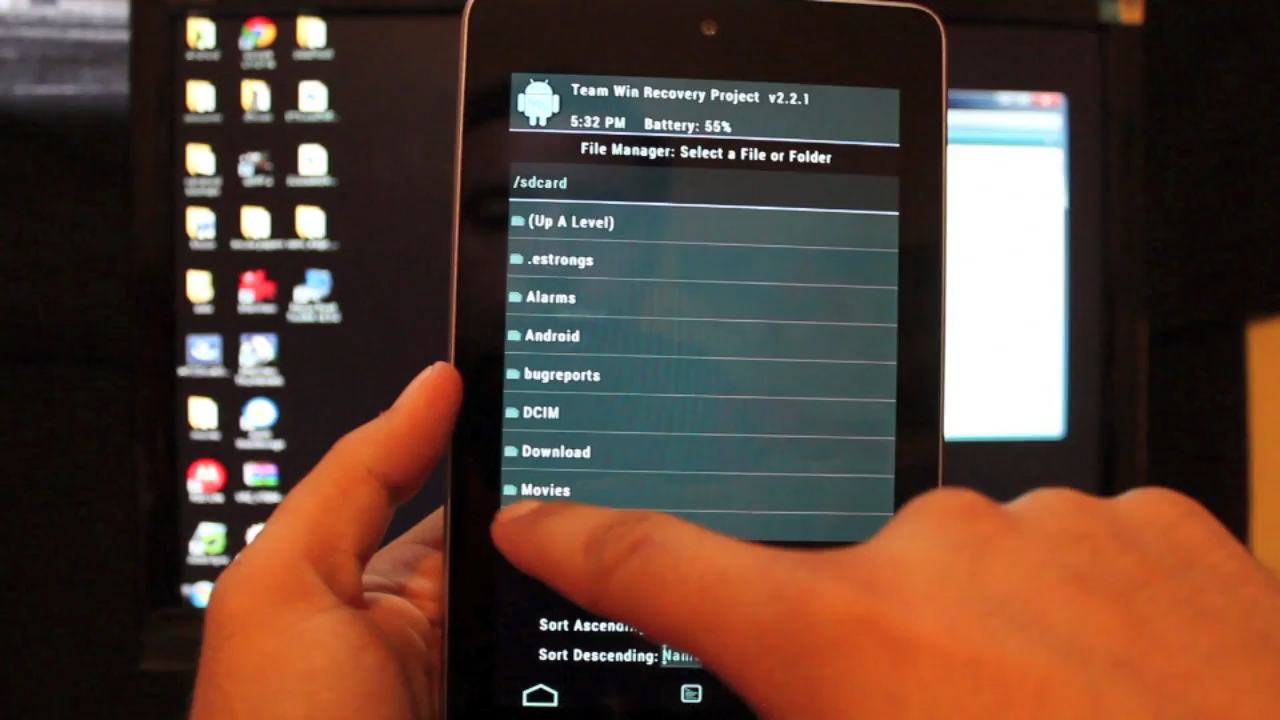 Team Win Recovery Project v2.2.1
5:32 PM Battery: 55%
File Manager: Select a File or Folder
/sdcard
(Up A Level)
.estrongs
Alarms
Android
bugreports
DCIM
Download
Movies
Sort
Sort Descending: